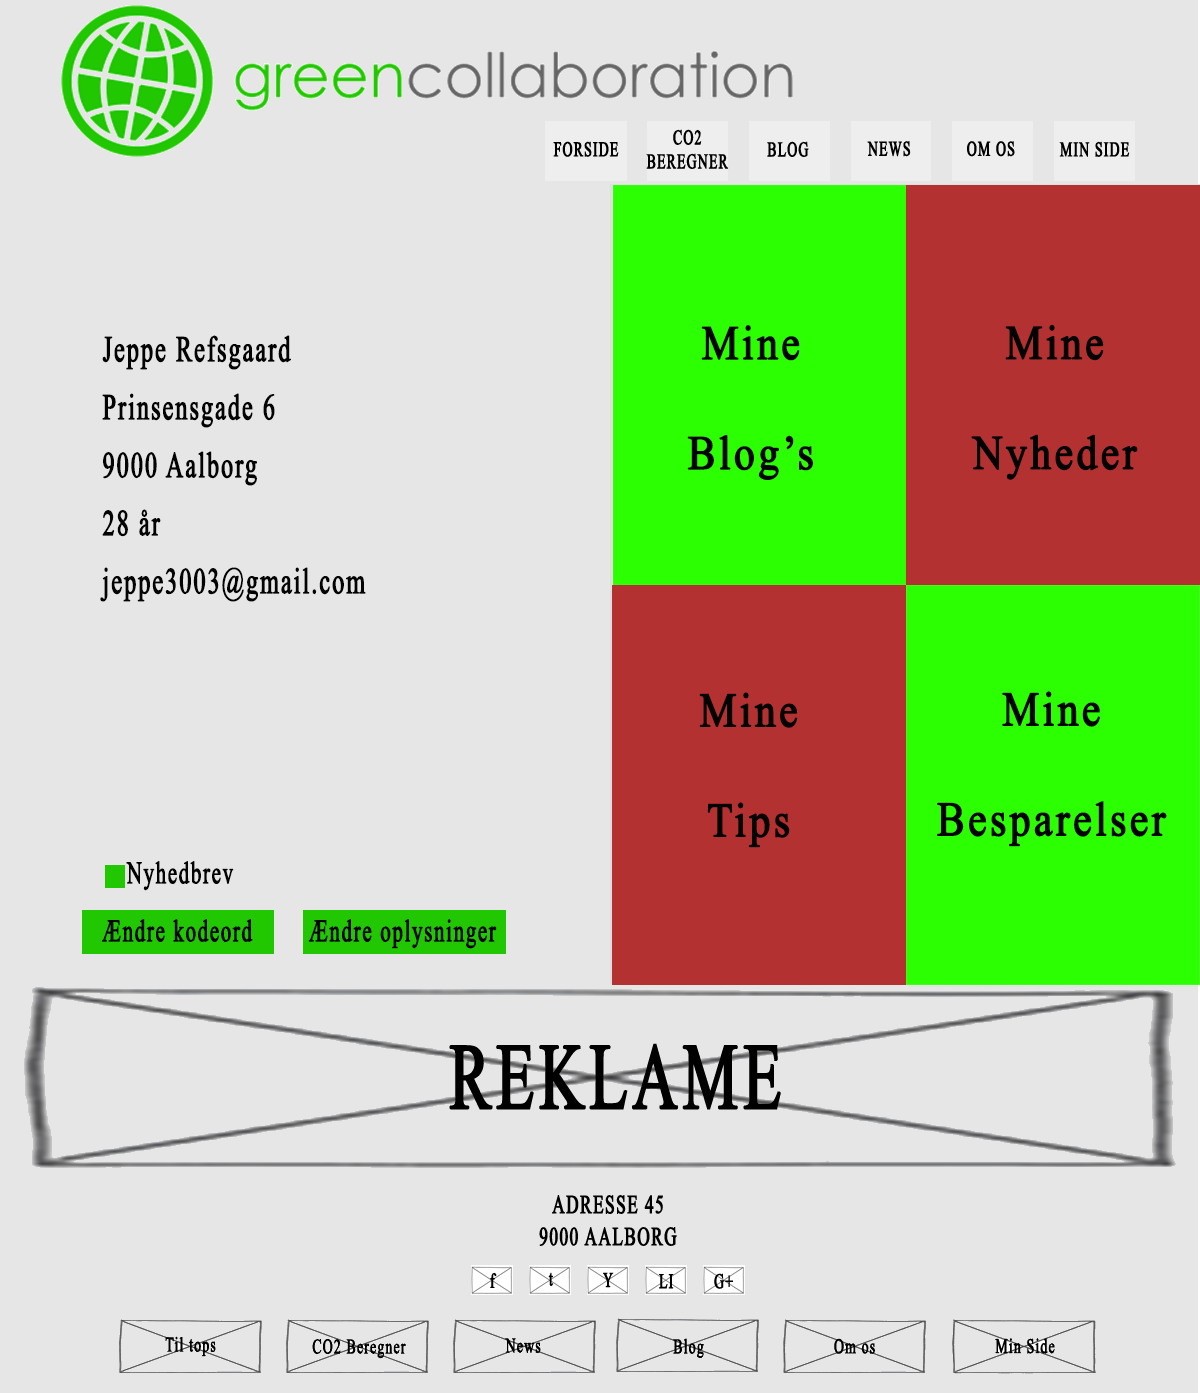 greencollaboration
FORSIDE
CO2
BEREGNER
BLOG
NEWS
OM OS
MIN SIDE
Jeppe Refsgaard
Prinsensgade 6
9000 Aalborg
28 år
jeppe3003@gmail.com
Mine
Blog's
Mine
Nyheder
Mine
Tips
Mine
Besparelser
Nyhedbrev
Ændre kodeord
Ændre oplysninger
REKLAME
ADRESSE 45
9000 AALBORG
f
t
Y
LI
G+
Til tops
CO2 Beregner
News
Blog
Om os
Min Side